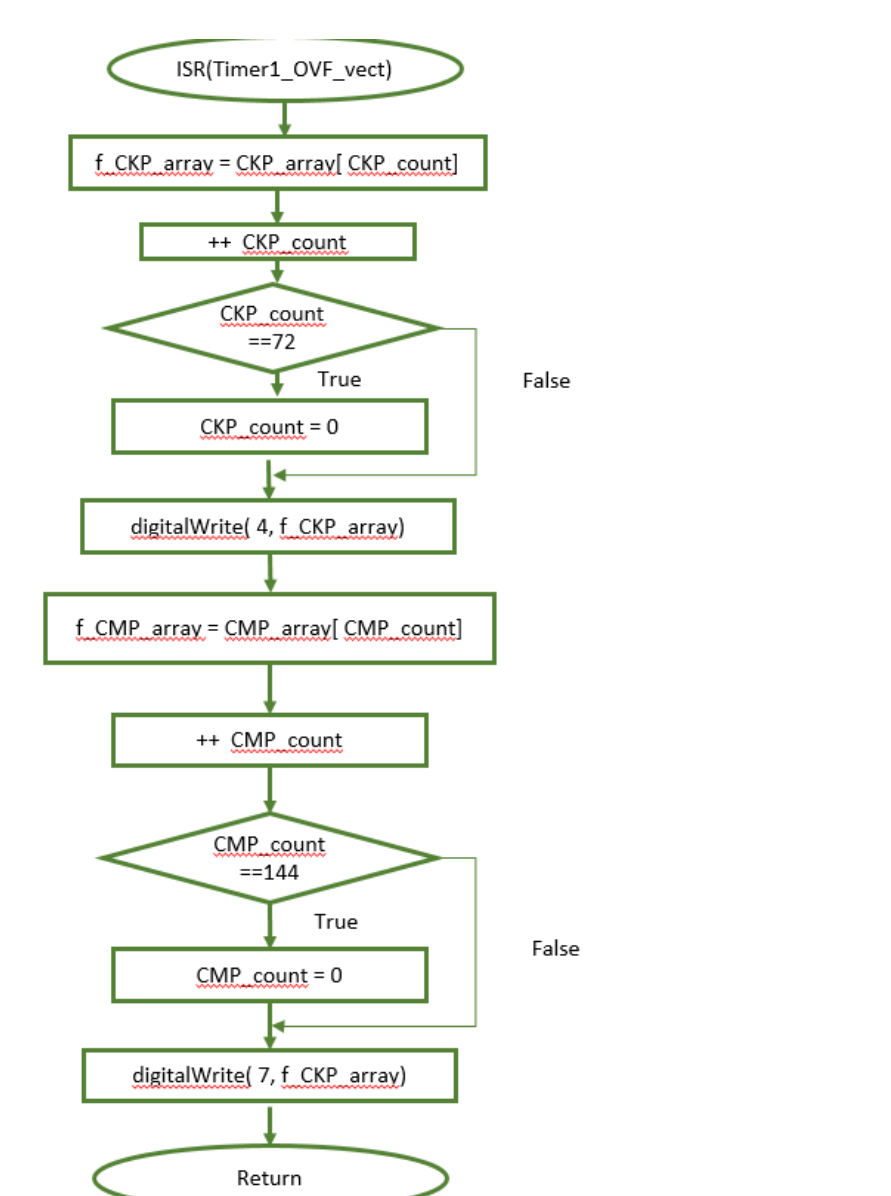 ISR(Timer1_OVF_vect)
f_CKP_array = CKP_array[ CKP_count]
++ CKP_count
CKP_count
==72
True
False
CKP_count = 0
digitalWrite( 4, f_CKP_array)
f_CMP_array = CMP_array[ CMP_count]
++ CMP_count
CMP_count
==144
True
False
CMP_count = 0
digitalWrite( 7, f_CKP_array)
Return